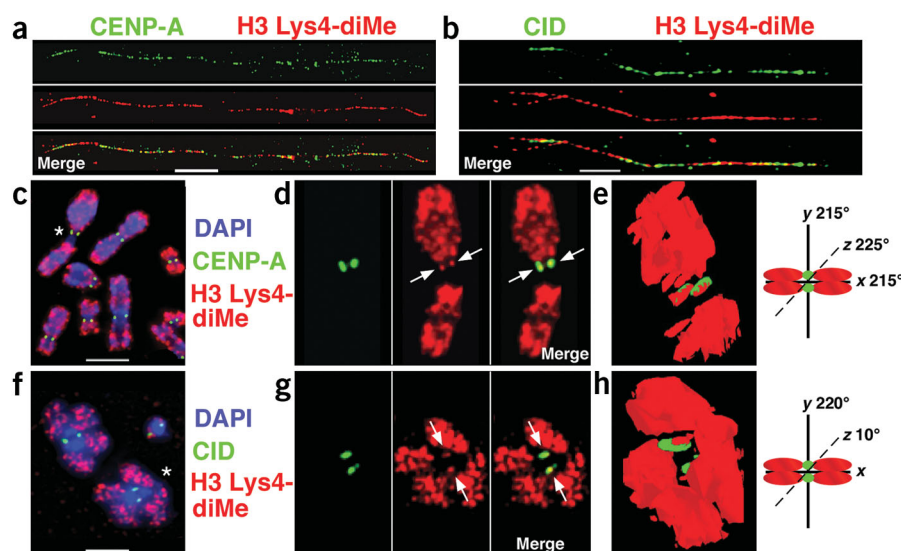 a
CENP-A
H3 Lys4-diMe
Merge
b
CID
H3 Lys4-diMe
Merge
c
*
DAPI
CENP-A
H3 Lys4-
diMe
d
Merge
e
y 215°
z 225°
x 215°
f
*
DAPI
CID
H3 Lys4-
diMe
g
Merge
h
y 220°
z 10°
x